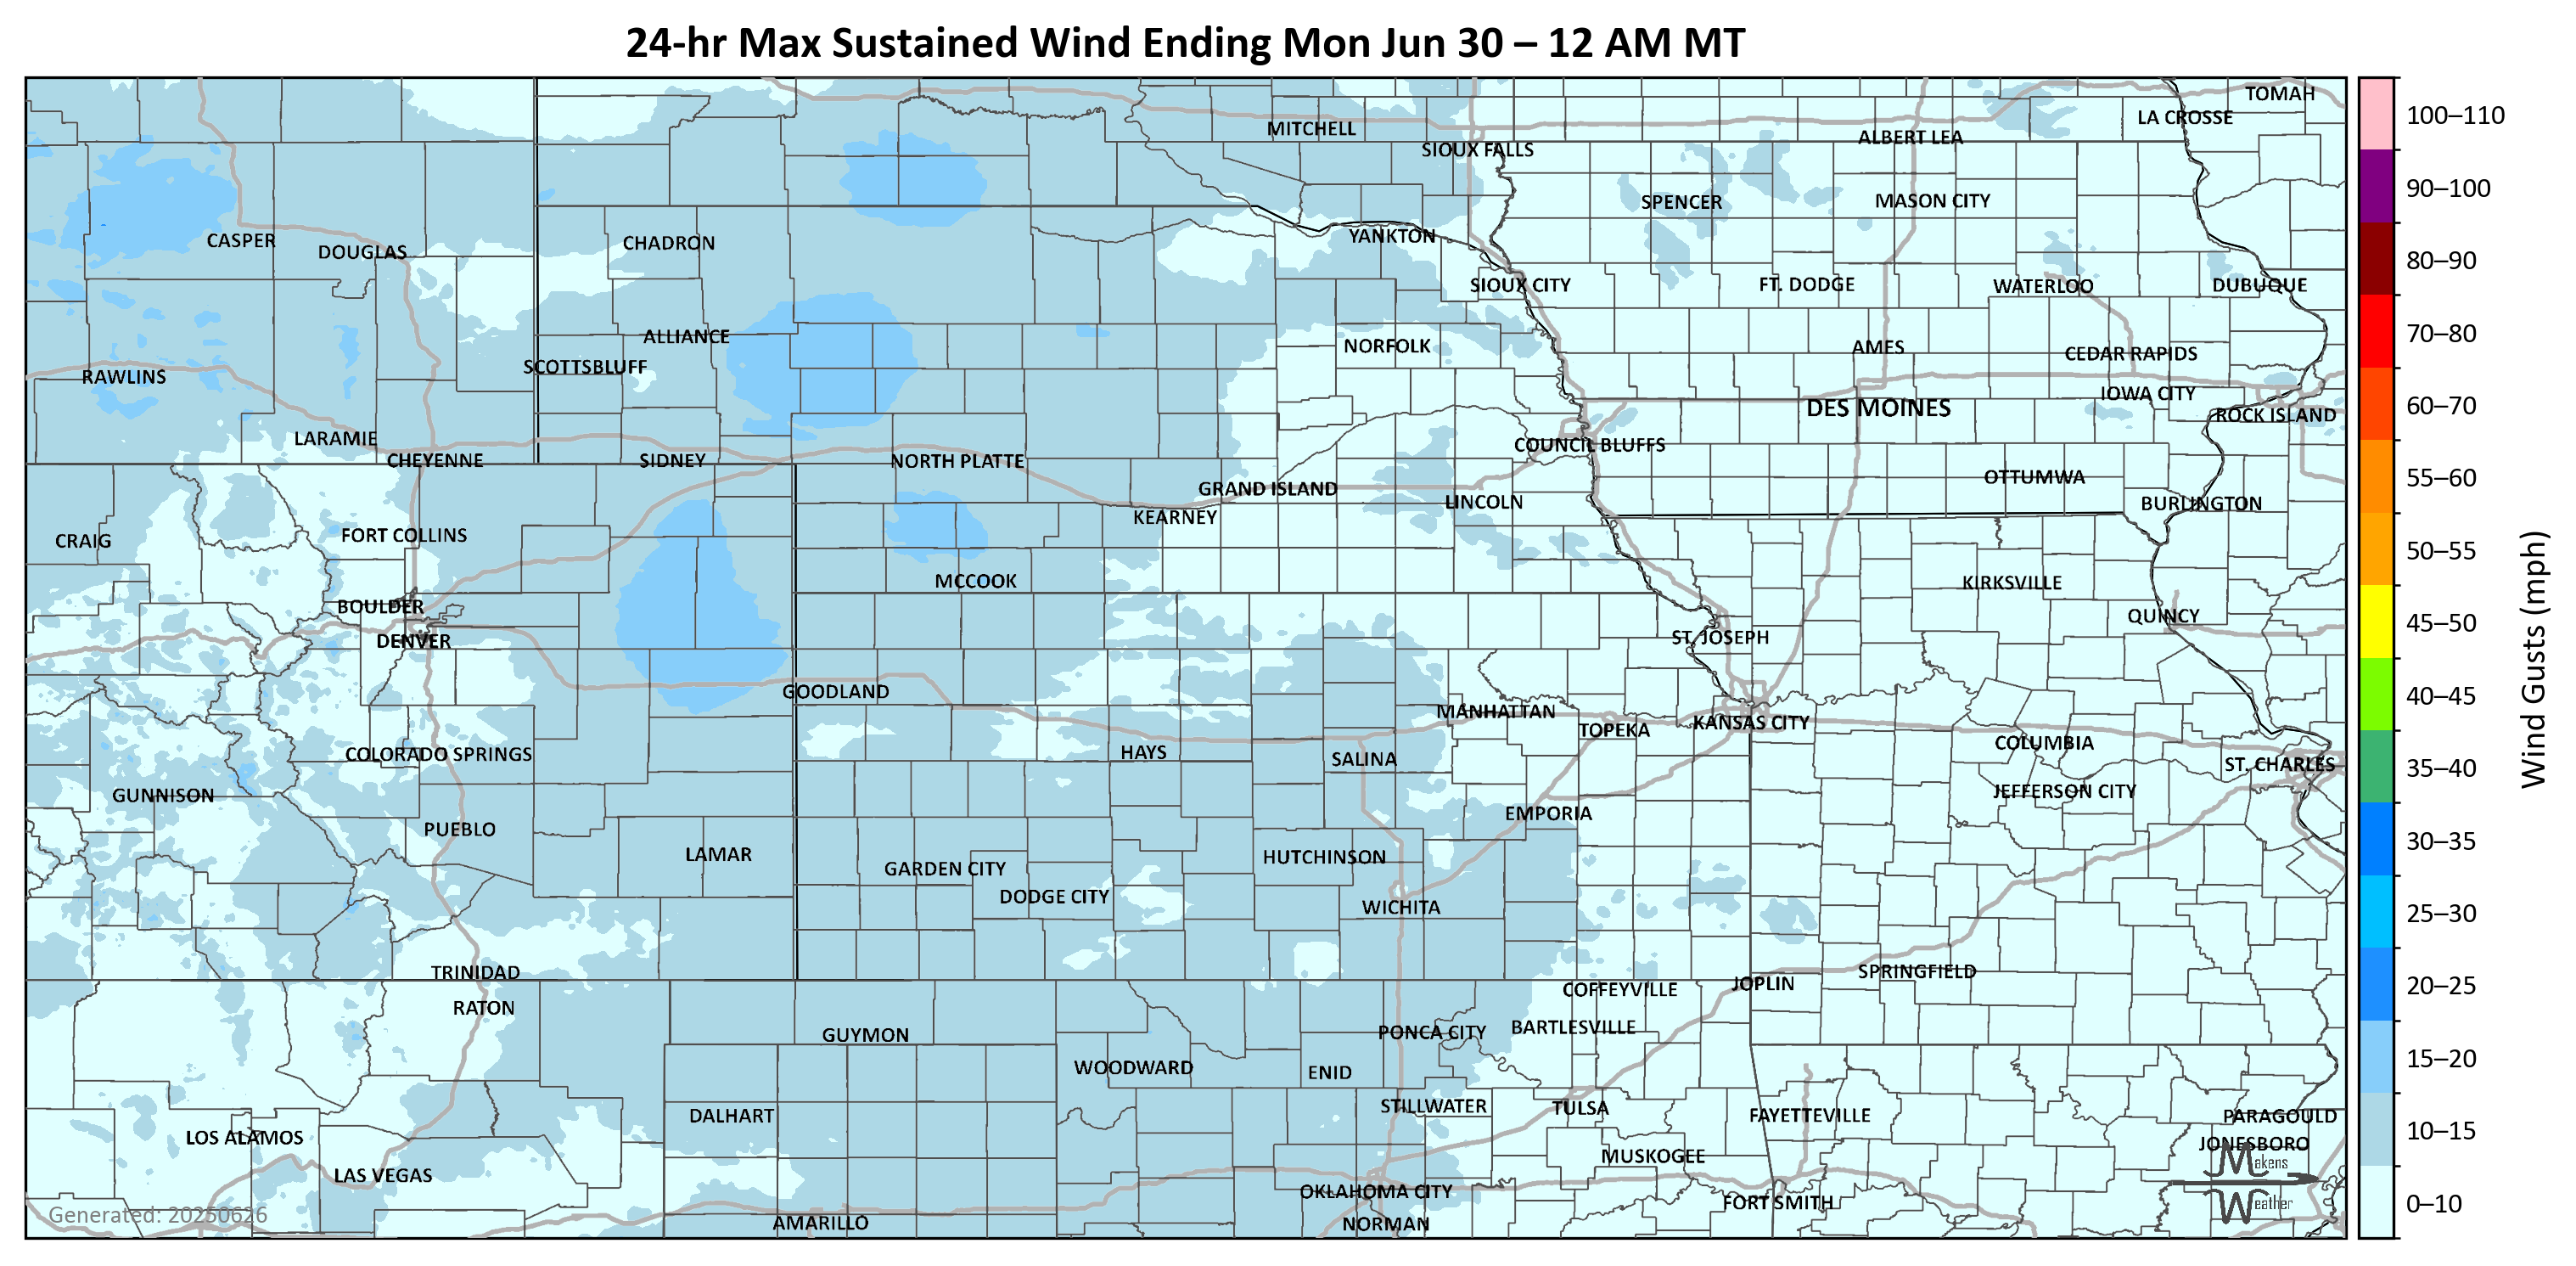 24-hr Max Sustained Wind Ending Mon Jun 30 – 12 AM MT
TOMAH
LA CROSSE
MITCHELL
ALBERT LEA
SIOUX FALLS
SPENCER
MASON CITY
YANKTON
CASPER
CHADRON
DOUGLAS
SIOUX CITY
FT. DODGE
WATERLOO
DUBUQUE
ALLIANCE
NORFOLK
AMES
CEDAR RAPIDS
SCOTTSBLUFF
RAWLINS
IOWA CITY
DES MOINES
ROCK ISLAND
LARAMIE
COUNCIL BLUFFS
CHEYENNE
SIDNEY
NORTH PLATTE
OTTUMWA
GRAND ISLAND
LINCOLN
BURLINGTON
KEARNEY
FORT COLLINS
CRAIG
MCCOOK
KIRKSVILLE
BOULDER
QUINCY
DENVER
ST. JOSEPH
GOODLAND
MANHATTAN
KANSAS CITY
TOPEKA
COLUMBIA
COLORADO SPRINGS
HAYS
SALINA
ST. CHARLES
GUNNISON
JEFFERSON CITY
EMPORIA
PUEBLO
LAMAR
HUTCHINSON
GARDEN CITY
DODGE CITY
WICHITA
TRINIDAD
SPRINGFIELD
JOPLIN
COFFEYVILLE
RATON
BARTLESVILLE
GUYMON
PONCA CITY
WOODWARD
ENID
STILLWATER
TULSA
DALHART
FAYETTEVILLE
PARAGOULD
LOS ALAMOS
JONESBORO
MUSKOGEE
LAS VEGAS
OKLAHOMA CITY
FORT SMITH
AMARILLO
NORMAN
Makens
Weather
Generated: 20250626
100–110
90–100
80–90
70–80
60–70
55–60
50–55
45–50
40–45
35–40
30–35
25–30
20–25
15–20
10–15
0–10
Wind Gusts (mph)